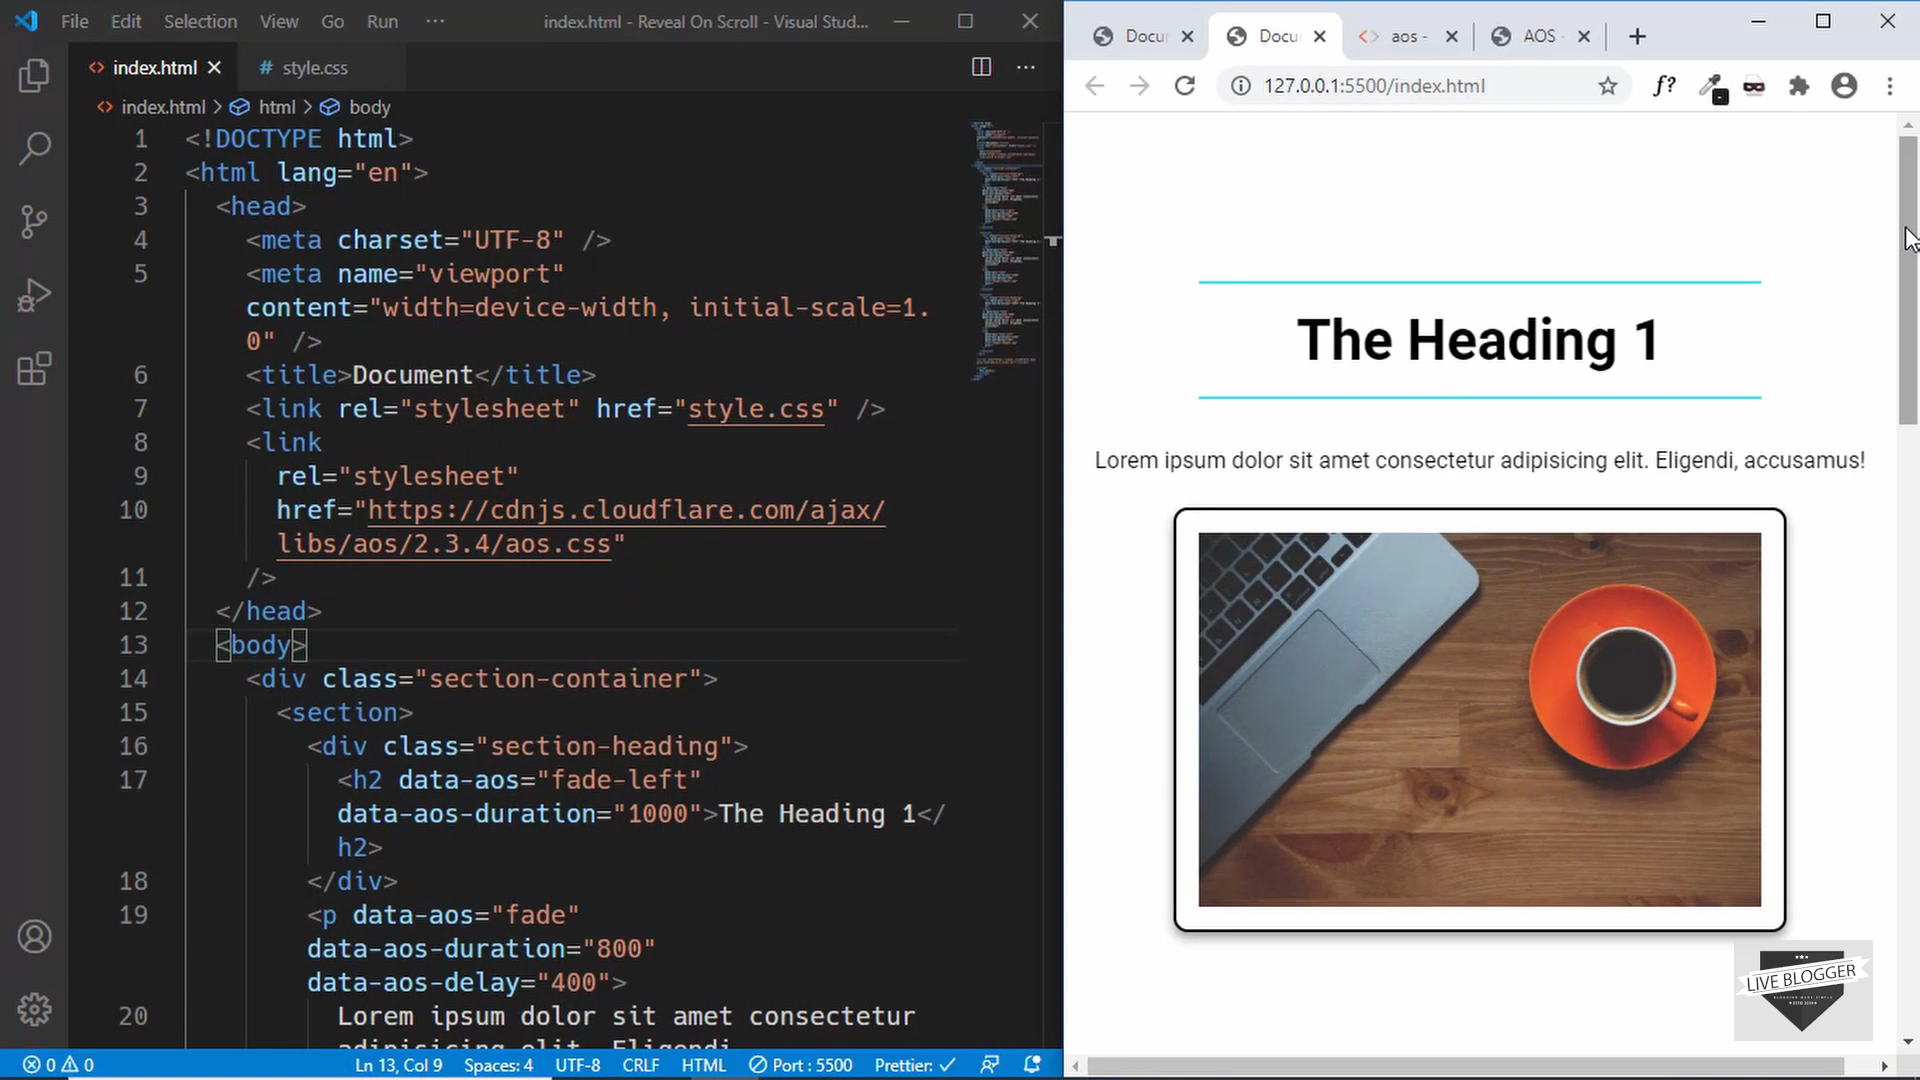 File Edit Selection View Go Run ··· index.html - Reveal On Scroll - Visual Stud...
index.html # style.css
index.html > html > body
1 <!DOCTYPE html>
2 <html lang="en">
3 <head>
4 <meta charset="UTF-8" />
5 <meta name="viewport"
content="width=device-width, initial-scale=1.
0" />
6 <title>Document</title>
7 <link rel="stylesheet" href="style.css" />
8 <link
9 rel="stylesheet"
10 href="https://cdnjs.cloudflare.com/ajax/
libs/aos/2.3.4/aos.css"
11 />
12 </head>
13 <body>
14 <div class="section-container">
15 <section>
16 <div class="section-heading">
17 <h2 data-aos="fade-left"
data-aos-duration="1000">The Heading 1</
h2>
18 </div>
19 <p data-aos="fade"
data-aos-duration="800"
data-aos-delay="400">
20 Lorem ipsum dolor sit amet consectetur
adipisicing elit. Eligendi
0 0 Ln 13, Col 9 Spaces: 4 UTF-8 CRLF HTML Port : 5500 Prettier: ✓
Docu Docu aos - AOS
127.0.0.1:5500/index.html f?
The Heading 1
Lorem ipsum dolor sit amet consectetur adipisicing elit. Eligendi, accusamus!
LIVE BLOGGER